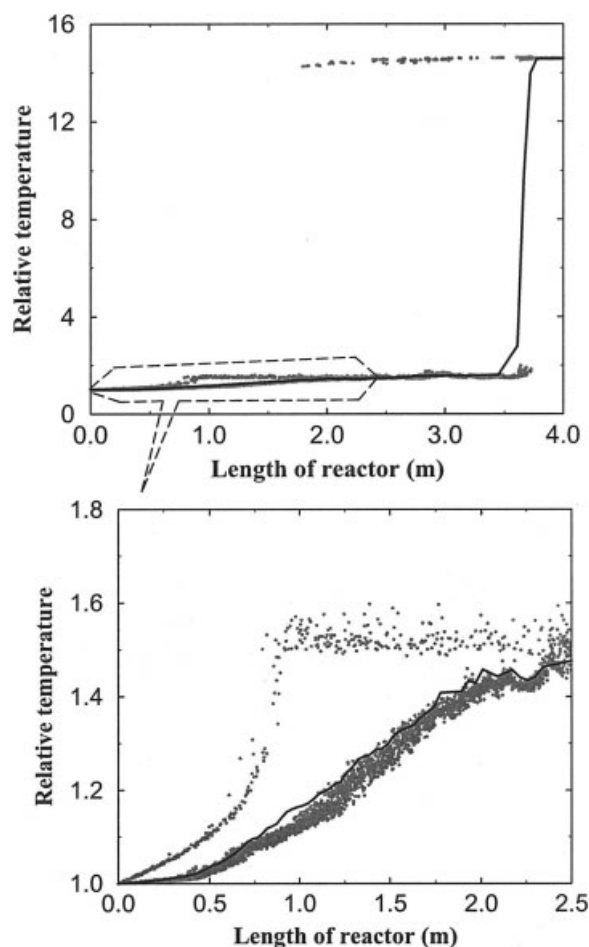 16
12
8
4
0
Relative temperature
0.0 1.0 2.0 3.0 4.0
Length of reactor (m)
1.8
1.6
1.4
1.2
1.0
Relative temperature
0.0 0.5 1.0 1.5 2.0 2.5
Length of reactor (m)